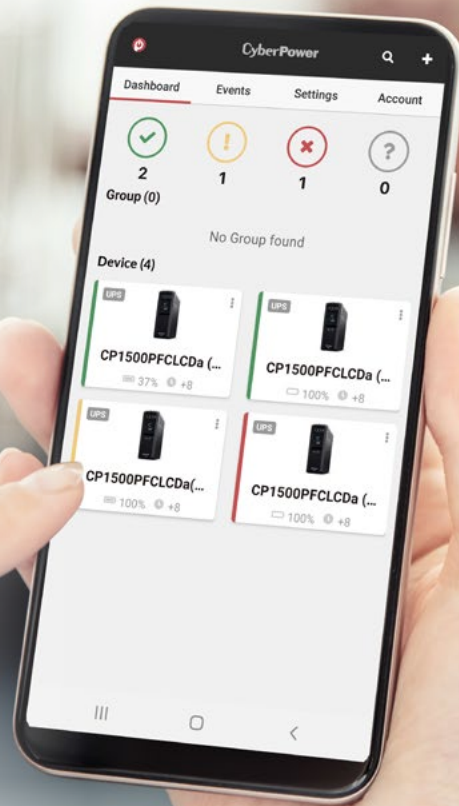 CyberPower
Dashboard Events Settings Account
2 1 1 0
Group (0)
No Group found
Device (4)
UPS UPS
CP1500PFCLCDa (... CP1500PFCLCDa (...
37% +8 100% +8
UPS UPS
CP1500PFCLCDa(... CP1500PFCLCDa (...
100% +8 100% +8